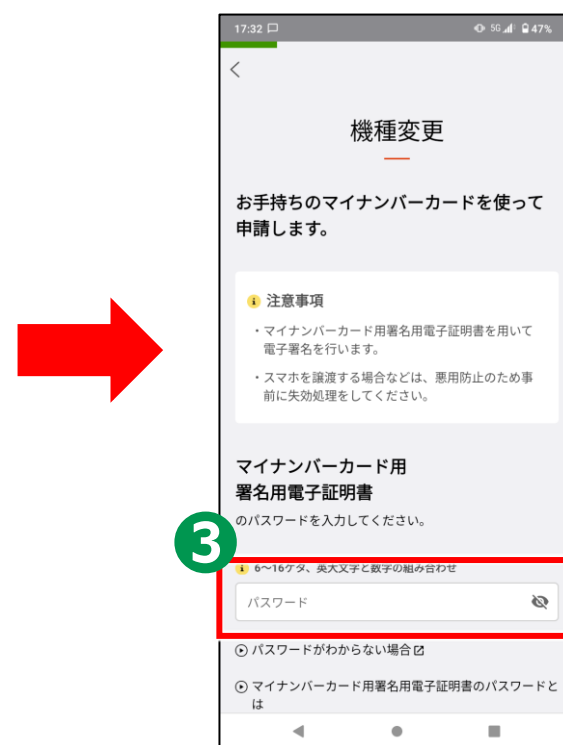 17:32 5G 47%
機種変更
お手持ちのマイナンバーカードを使って
申請します。
注意事項
・マイナンバーカード用署名用電子証明書を用いて
電子署名を行います。
・スマホを譲渡する場合などは、悪用防止のため事
前に失効処理をしてください。
マイナンバーカード用
署名用電子証明書
のパスワードを入力してください。
3
6〜16ケタ、英大文字と数字の組み合わせ
パスワード
パスワードがわからない場合
マイナンバーカード用署名用電子証明書のパスワードと
は